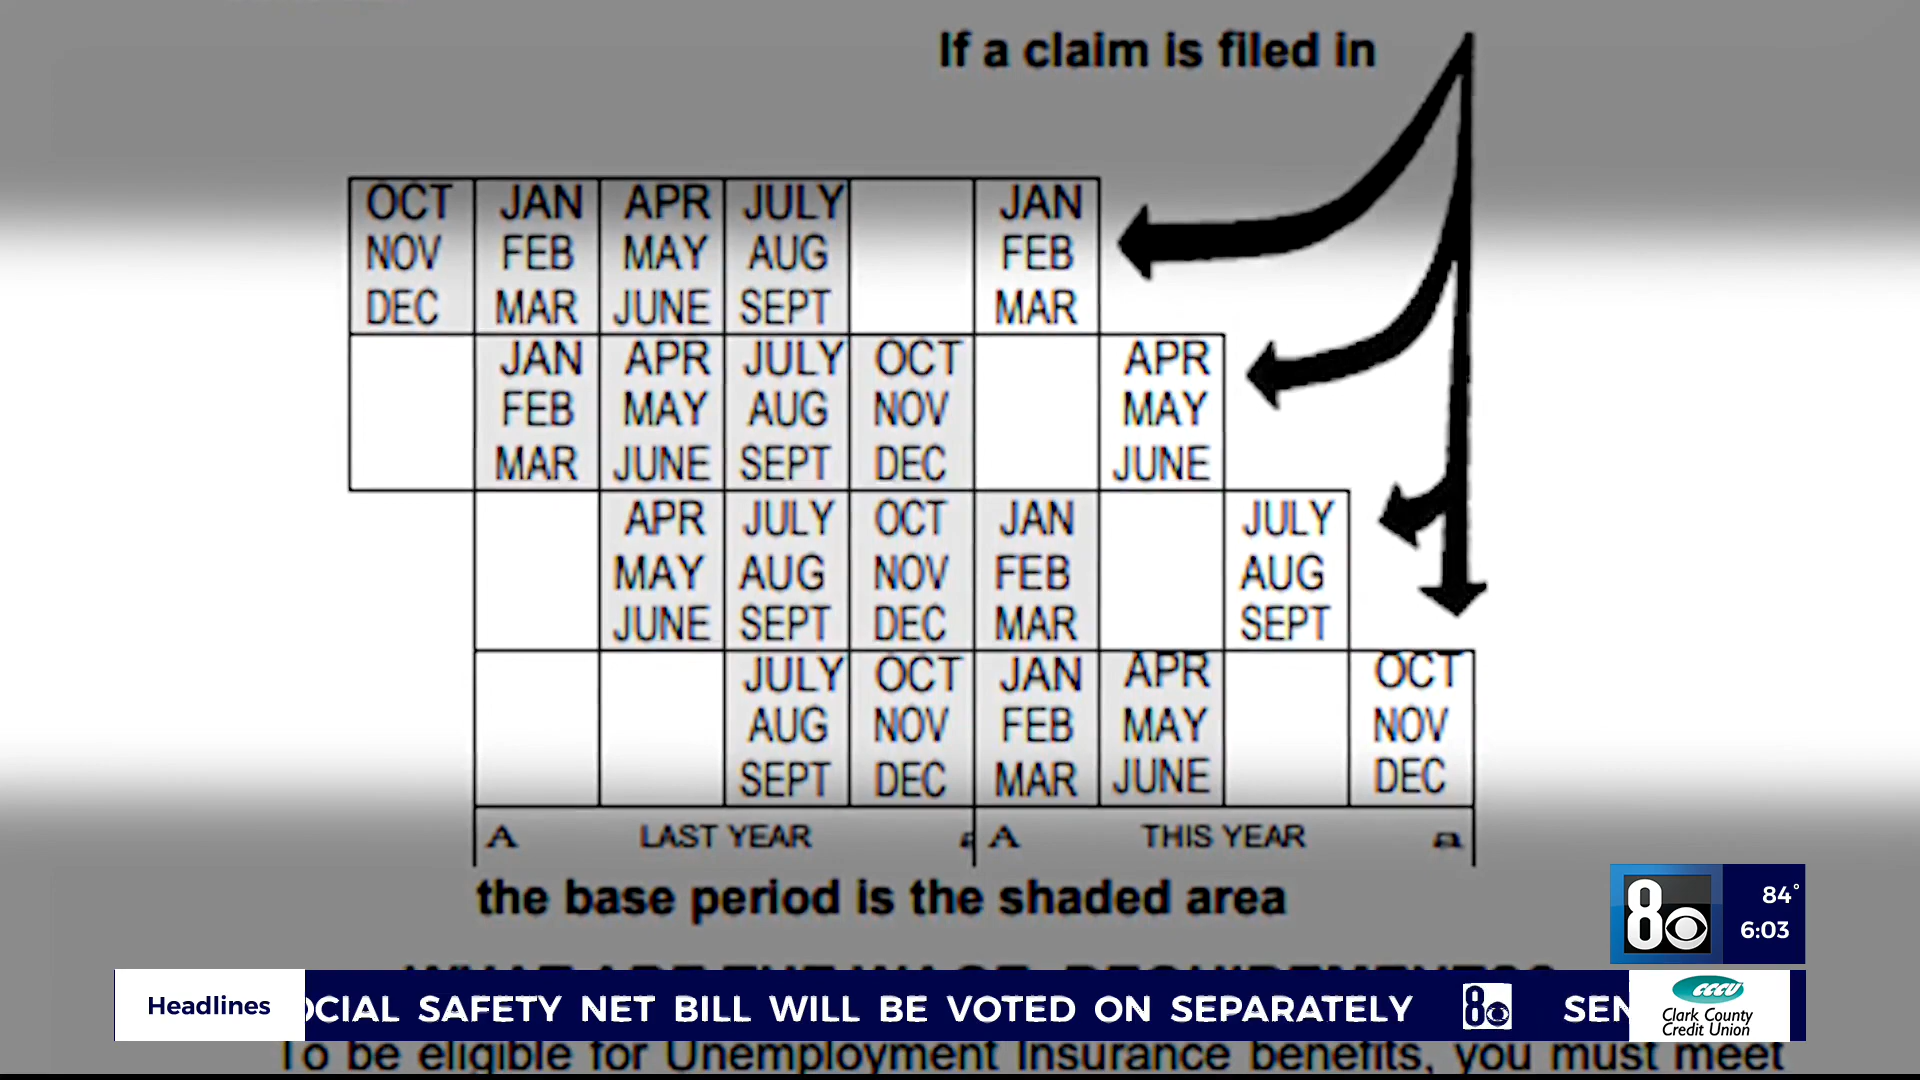 If a claim is filed in
OCT JAN APR JULY JAN
NOV FEB MAY AUG FEB
DEC MAR JUNE SEPT MAR
JAN APR JULY OCT APR
FEB MAY AUG NOV MAY
MAR JUNE SEPT DEC JUNE
APR JULY OCT JAN JULY
MAY AUG NOV FEB AUG
JUNE SEPT DEC MAR SEPT
JULY OCT JAN APR OCT
AUG NOV FEB MAY NOV
SEPT DEC MAR JUNE DEC
A LAST YEAR A THIS YEAR
the base period is the shaded area
8 84°
6:03
Headlines OCIAL SAFETY NET BILL WILL BE VOTED ON SEPARATELY 8 SEN
CCCU
Clark County
Credit Union
To be eligible for Unemployment Insurance benefits, you must meet